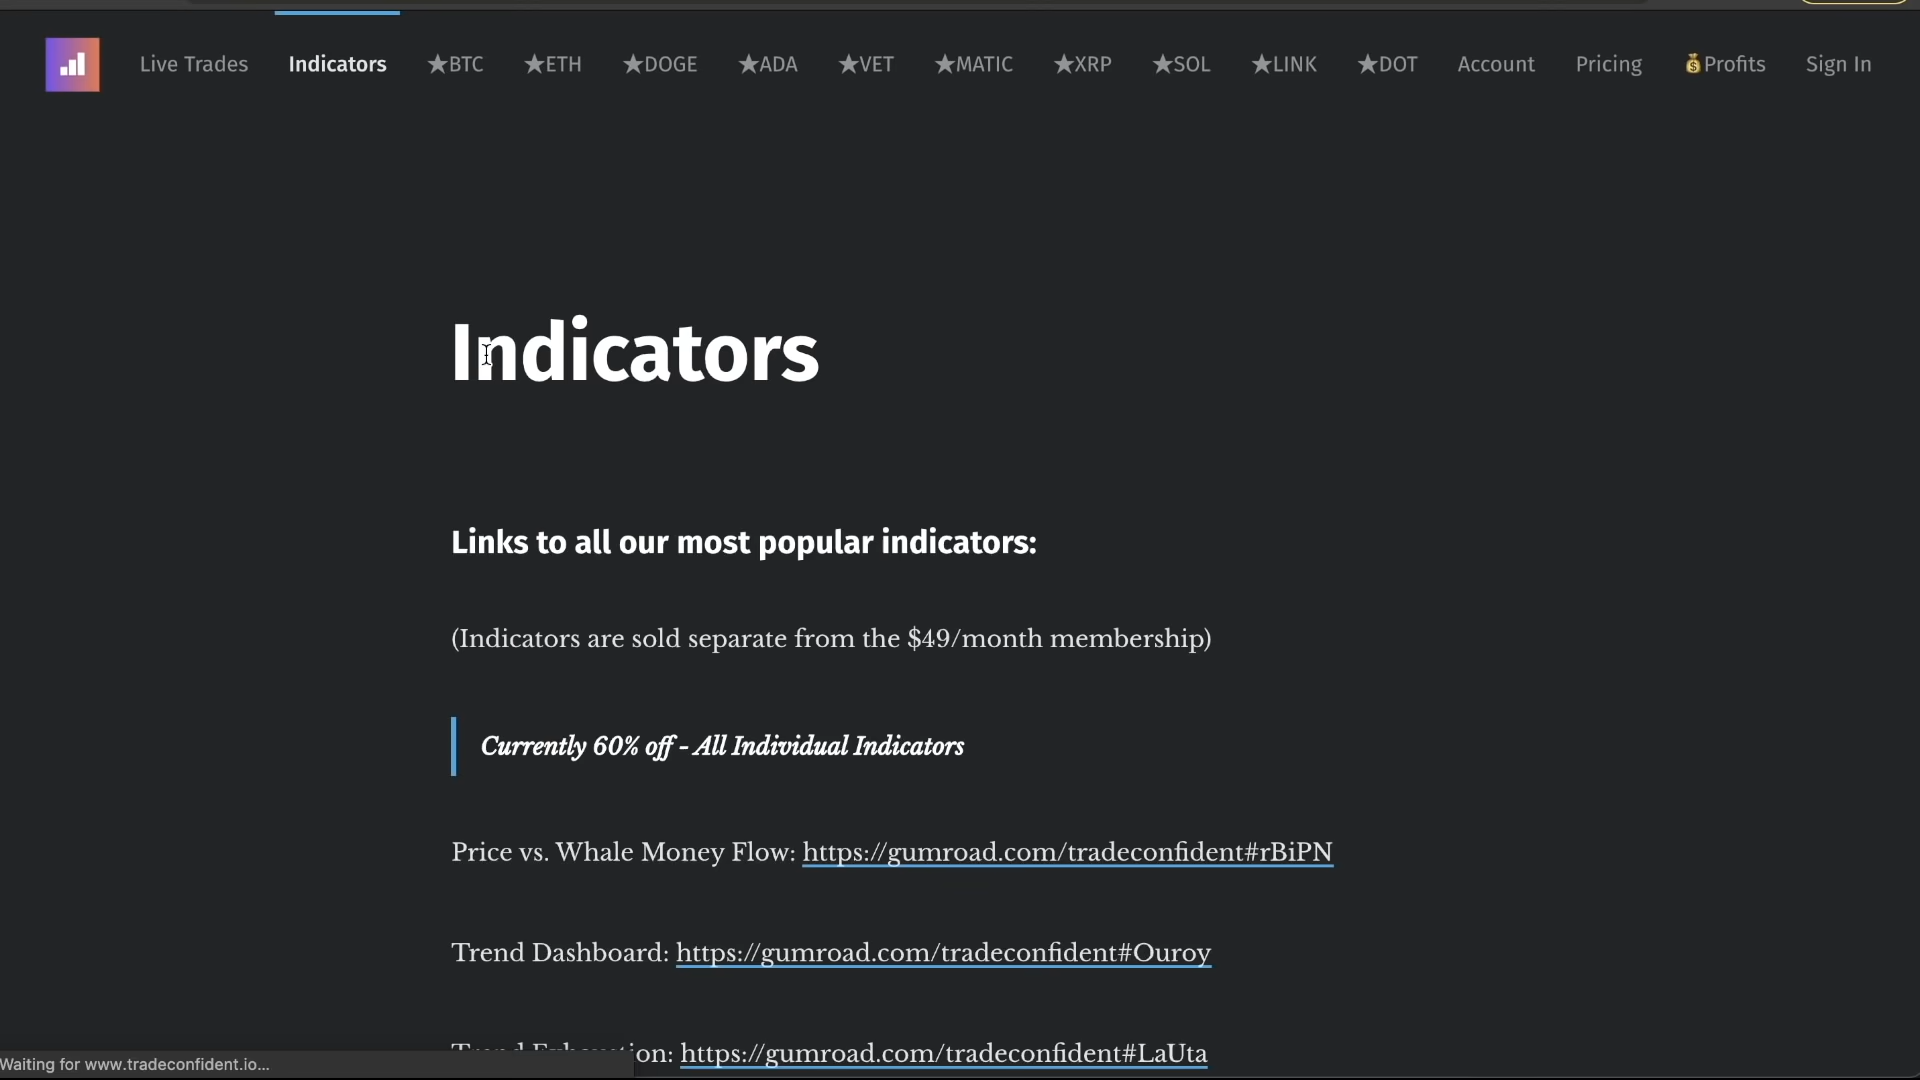 Live Trades Indicators ★BTC ★ETH ★DOGE ★ADA ★VET ★MATIC ★XRP ★SOL ★LINK ★DOT Account Pricing 💰Profits Sign In
Indicators
Links to all our most popular indicators:
(Indicators are sold separate from the $49/month membership)
Currently 60% off - All Individual Indicators
Price vs. Whale Money Flow: https://gumroad.com/tradeconfident#rBiPN
Trend Dashboard: https://gumroad.com/tradeconfident#Ouroy
Trend Exhaustion: https://gumroad.com/tradeconfident#LaUta
Waiting for www.tradeconfident.io...